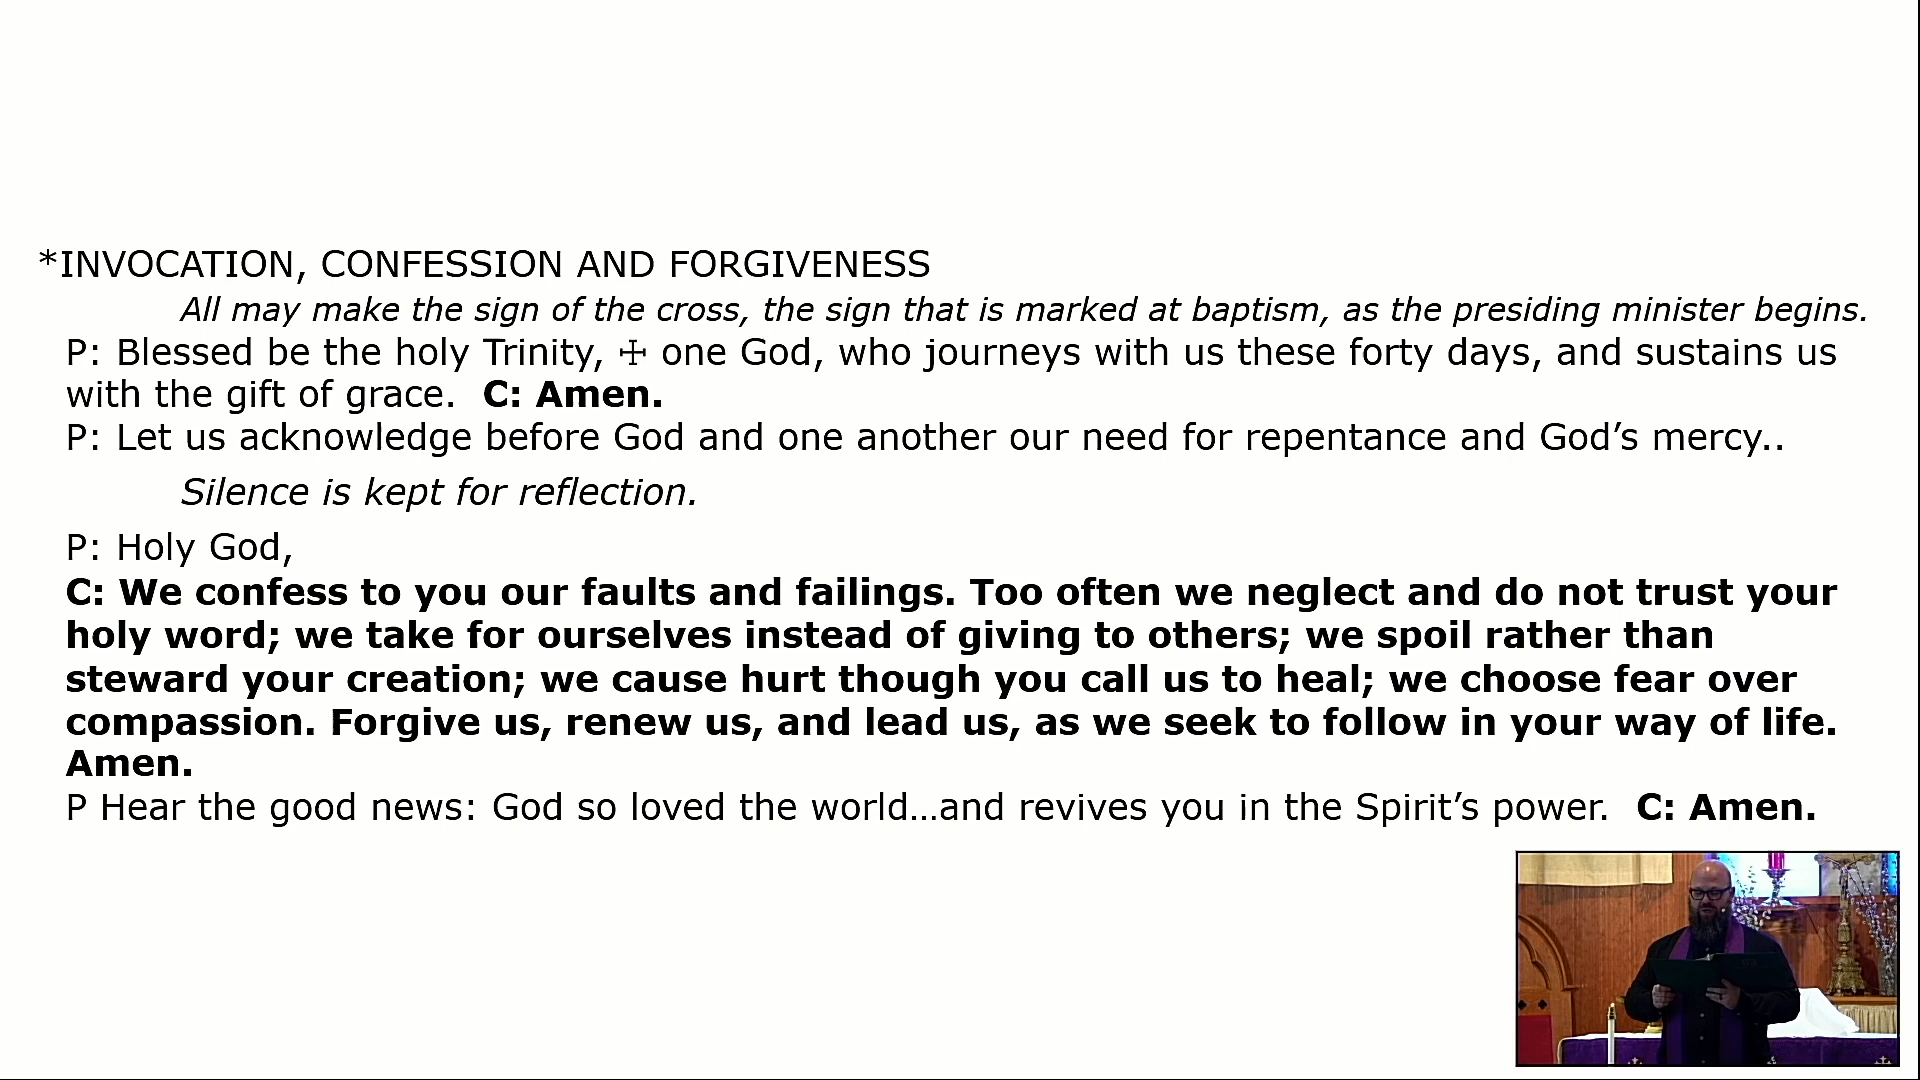 *INVOCATION, CONFESSION AND FORGIVENESS
All may make the sign of the cross, the sign that is marked at baptism, as the presiding minister begins.
P: Blessed be the holy Trinity, ☩ one God, who journeys with us these forty days, and sustains us
with the gift of grace.  C: Amen.
P: Let us acknowledge before God and one another our need for repentance and God’s mercy..
Silence is kept for reflection.
P: Holy God,
C: We confess to you our faults and failings. Too often we neglect and do not trust your
holy word; we take for ourselves instead of giving to others; we spoil rather than
steward your creation; we cause hurt though you call us to heal; we choose fear over
compassion. Forgive us, renew us, and lead us, as we seek to follow in your way of life.
Amen.
P Hear the good news: God so loved the world…and revives you in the Spirit’s power.  C: Amen.